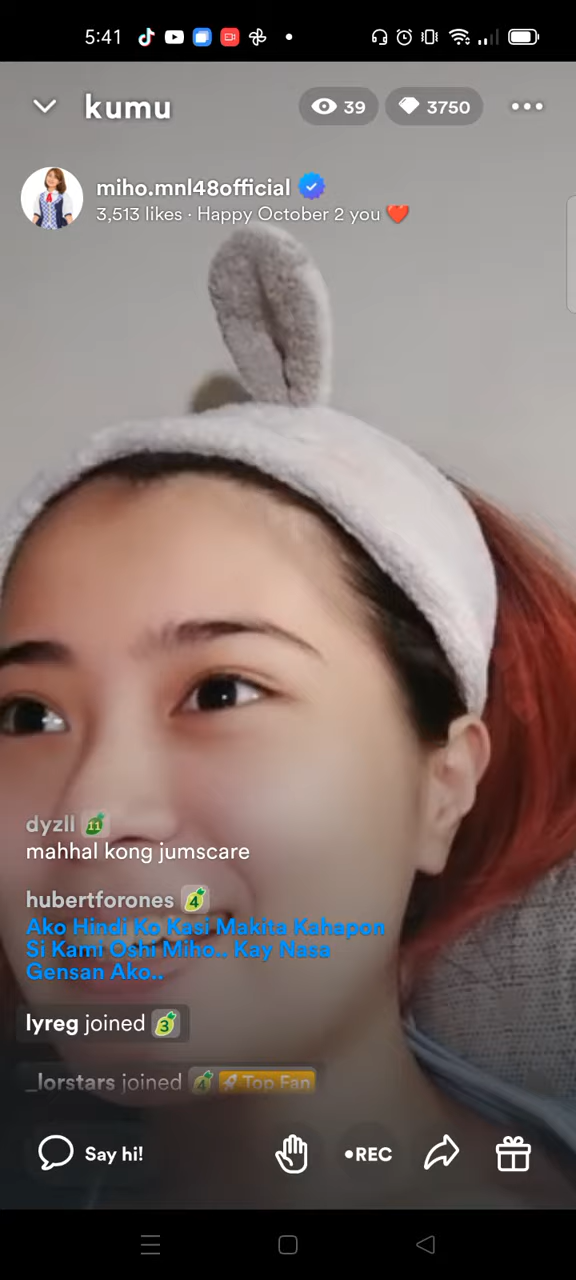 5:41
kumu
39
3750
miho.mnl48official
3,513 likes · Happy October 2 you ❤️
dyzll 11
mahhal kong jumscare
hubertforones 4
Ako Hindi Ko Kasi Makita Kahapon
Si Kami Oshi Miho.. Kay Nasa
Gensan Ako..
lyreg joined 3
_lorstars joined 4 Top Fan
Say hi!
•REC